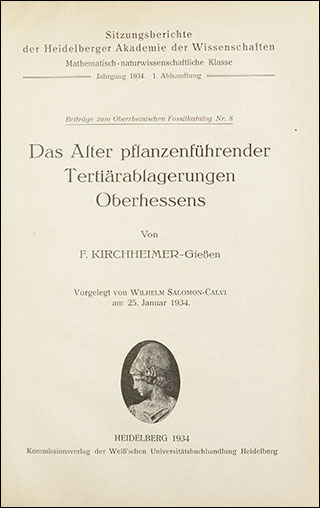 Sitzungsberichte
der Heidelberger Akademie der Wissenschaften
Mathematisch-naturwissenschaftliche Klasse
Jahrgang 1934. 1. Abhandlung
Beiträge zum Oberrheinischen Fossilkatalog Nr. 8
Das Alter pflanzenführender
Tertiärablagerungen
Oberhessens
Von
F. KIRCHHEIMER-Gießen
Vorgelegt von WILHELM SALOMON-CALVI
am 25. Januar 1934.
HEIDELBERG 1934
Kommissionsverlag der Weiß'schen Universitätsbuchhandlung Heidelberg